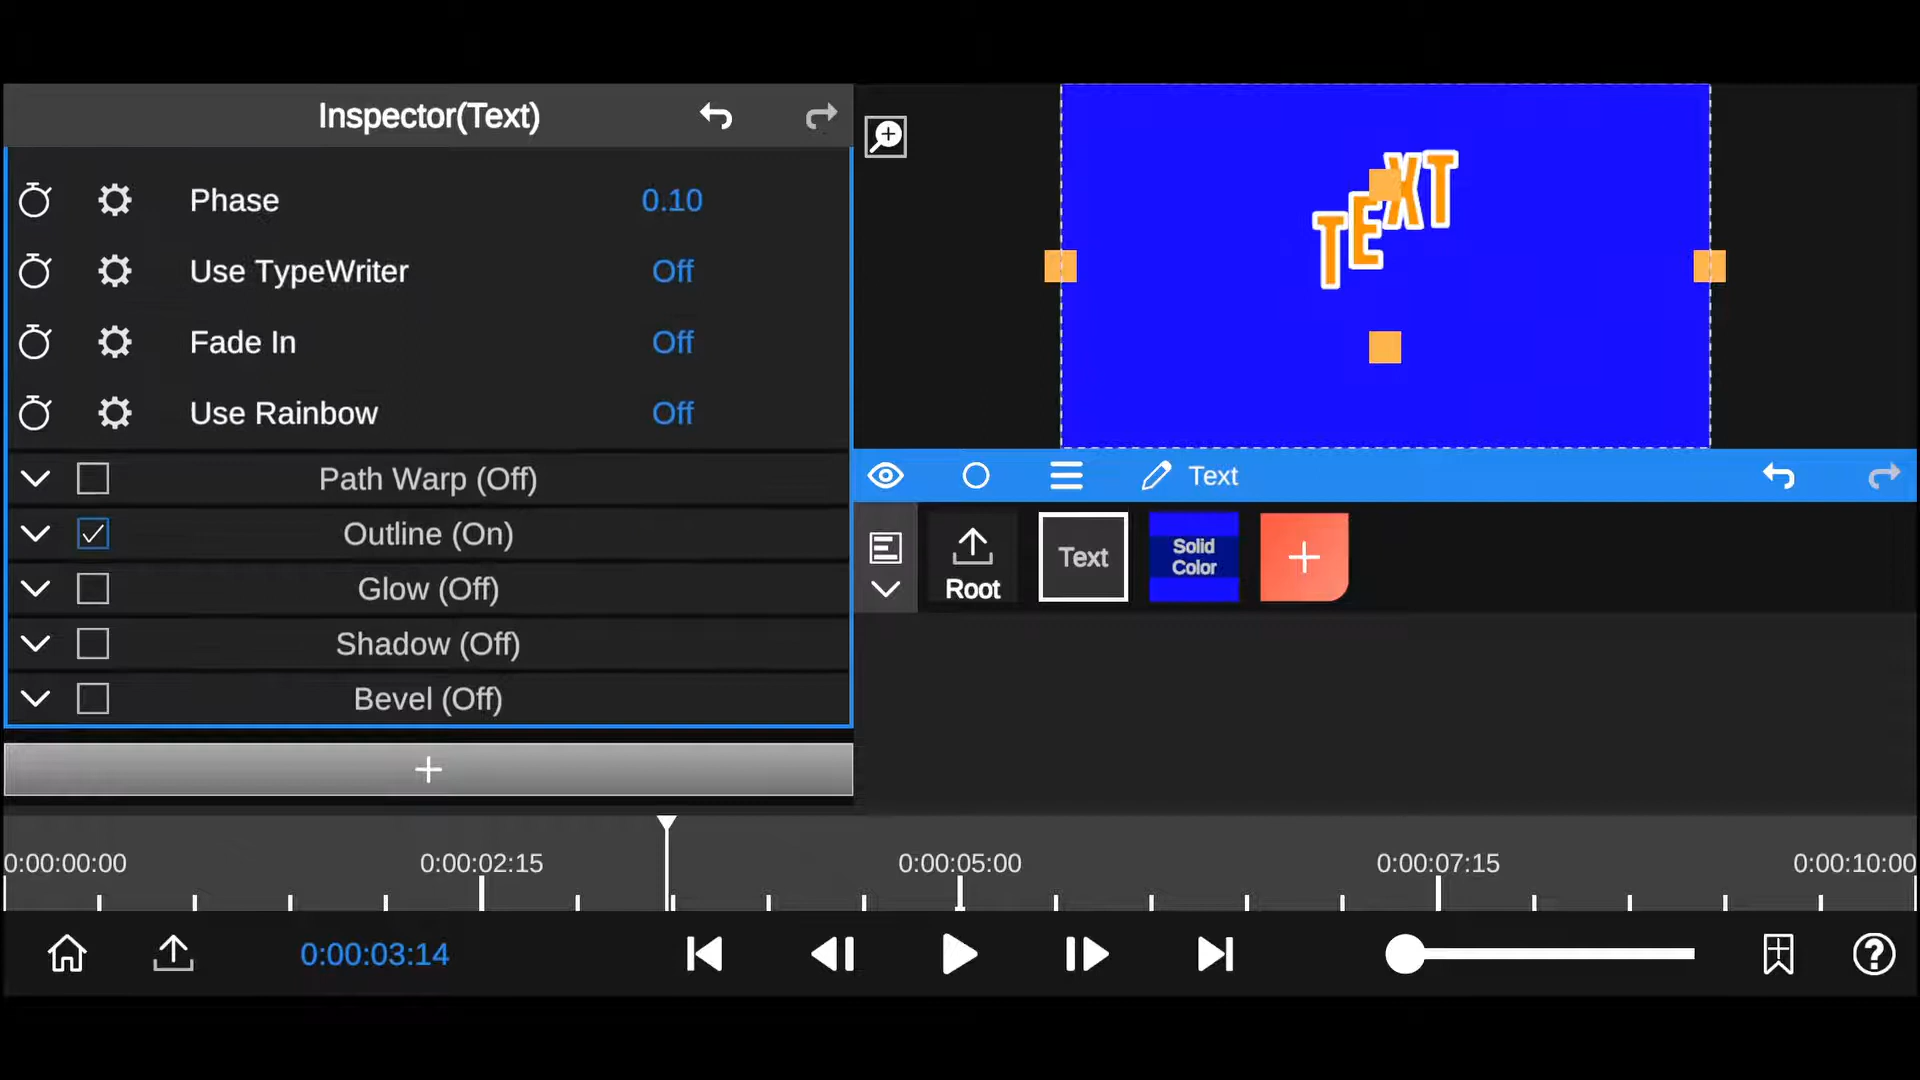 Inspector(Text)
Phase 0.10
Use TypeWriter Off
Fade In Off
Use Rainbow Off
Path Warp (Off)
Outline (On)
Glow (Off)
Shadow (Off)
Bevel (Off)
+
TEXT
Text
Root
Text
Solid
Color
+
0:00:00:00 0:00:02:15 0:00:05:00 0:00:07:15 0:00:10:00
0:00:03:14
?